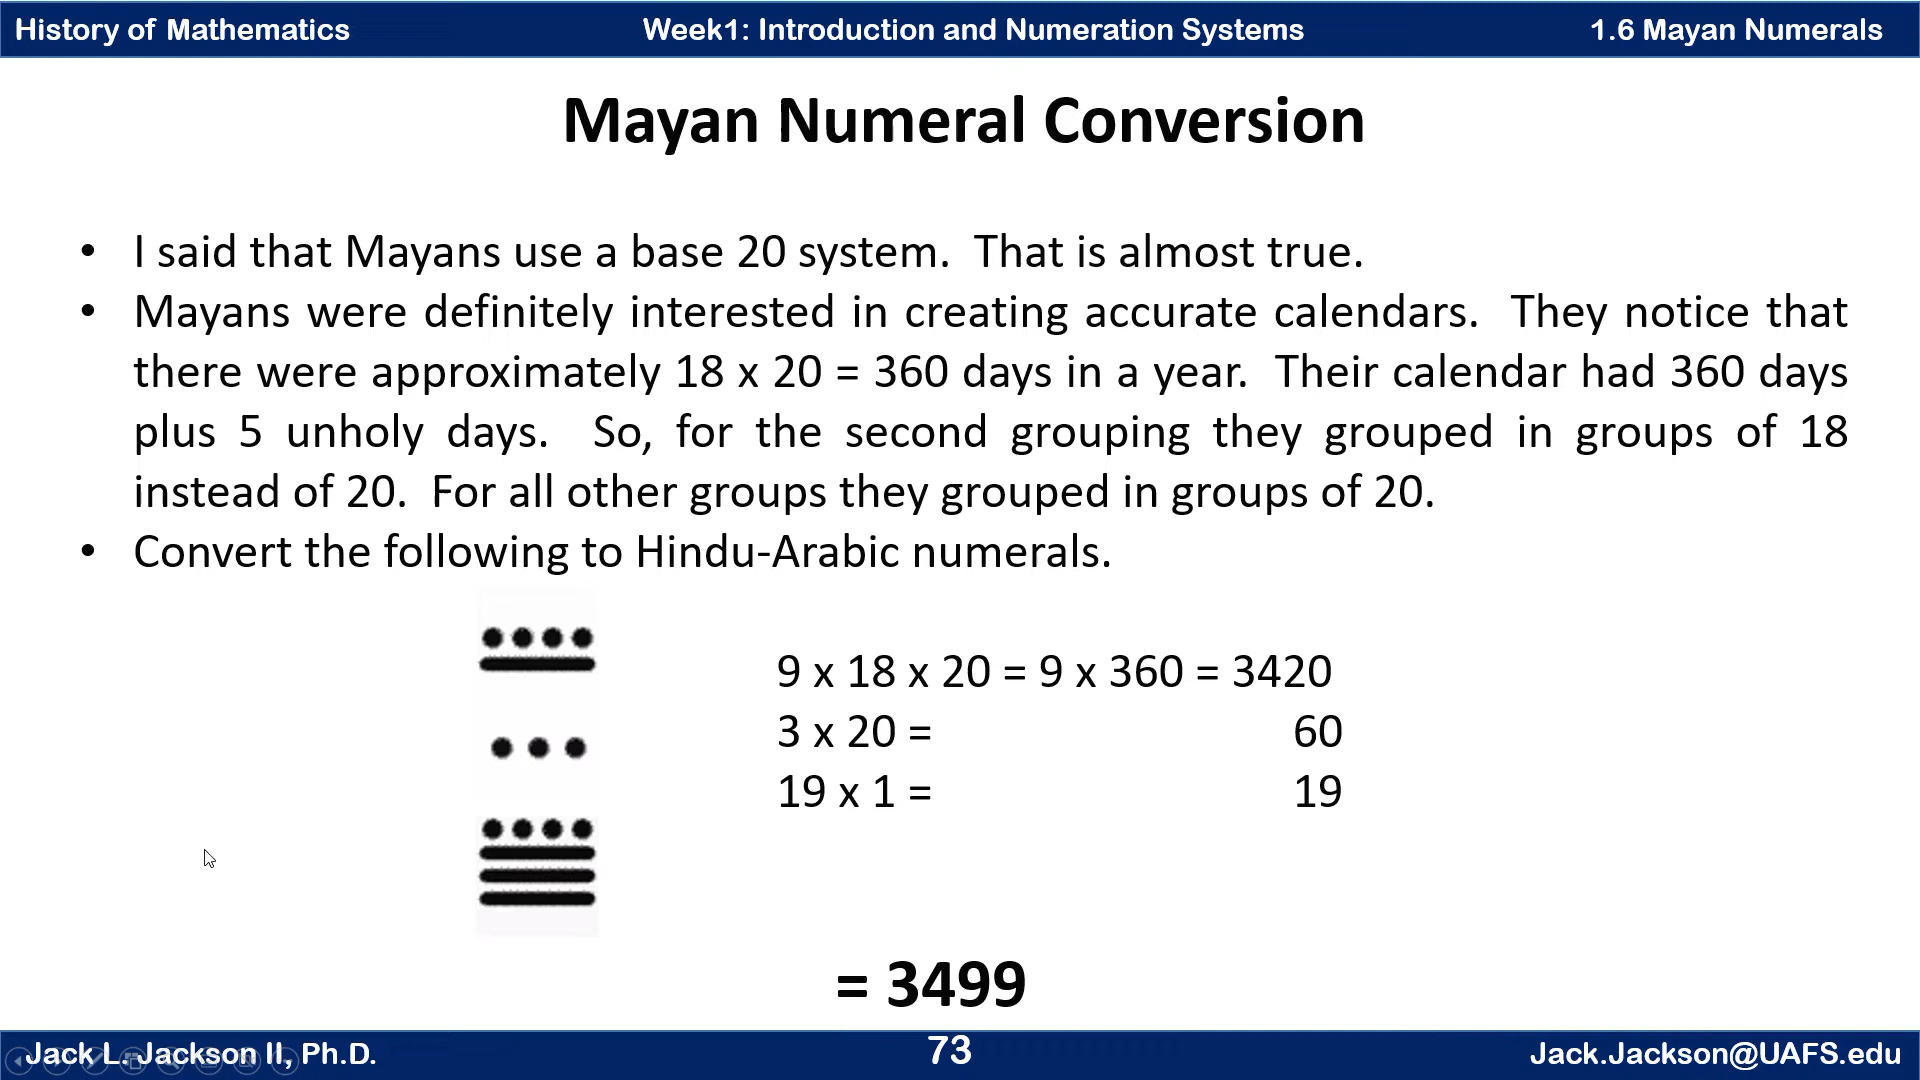 History of Mathematics
Week1: Introduction and Numeration Systems
1.6 Mayan Numerals
Mayan Numeral Conversion
• I said that Mayans use a base 20 system.  That is almost true.
• Mayans were definitely interested in creating accurate calendars.  They notice that
there were approximately 18 x 20 = 360 days in a year.  Their calendar had 360 days
plus 5 unholy days.  So, for the second grouping they grouped in groups of 18
instead of 20.  For all other groups they grouped in groups of 20.
• Convert the following to Hindu-Arabic numerals.
9 x 18 x 20 = 9 x 360 = 3420
3 x 20 = 60
19 x 1 = 19
= 3499
Jack L. Jackson II, Ph.D.
73
Jack.Jackson@UAFS.edu